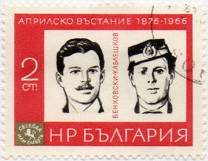 АПРИЛСКО ВЪСТАНИЕ 1876-1966
2
СТ.
БЕНКОВСКИ·КАБЛЕШКОВ
НР БЪЛГАРИЯ